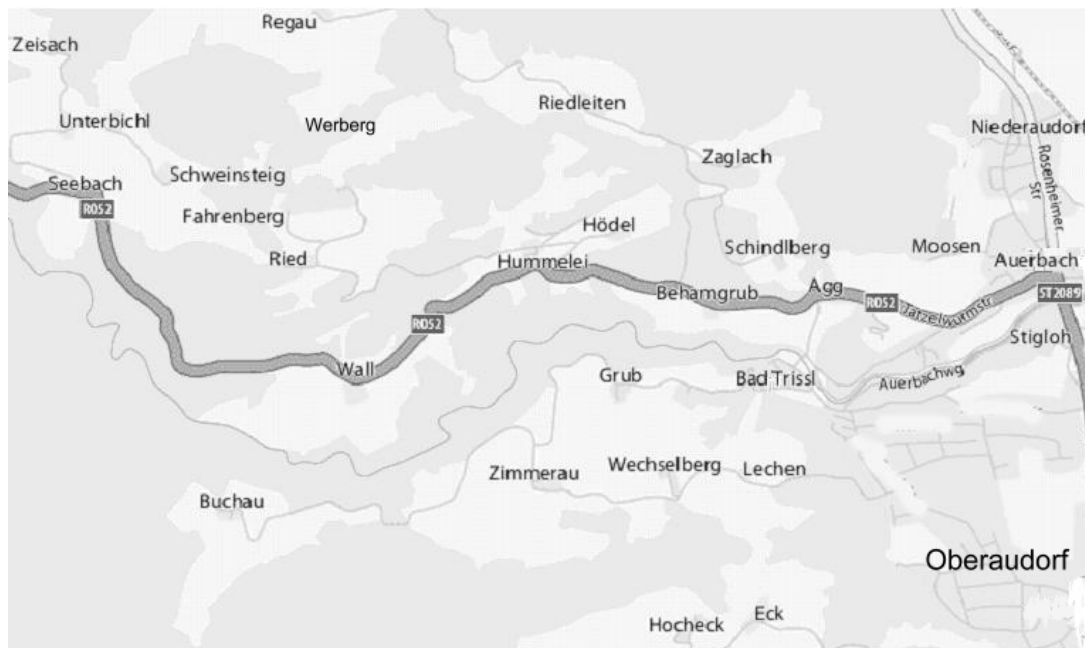 Regau
Zeisach
Riedleiten
Unterbichl
Werberg
Niederaudorf
Zaglach
Schweinsteig
Seebach
Rosenheimer
Str
R052
Fahrenberg
Hödel
Schindlberg
Moosen
Ried
Hummelei
Auerbach
Agg
Behamgrub
R052
ST2089
Tatzelwurmstr
R052
Stigloh
Wall
Grub
Bad Trissl
Auerbachwg
Zimmerau
Wechselberg
Lechen
Buchau
Oberaudorf
Eck
Hocheck